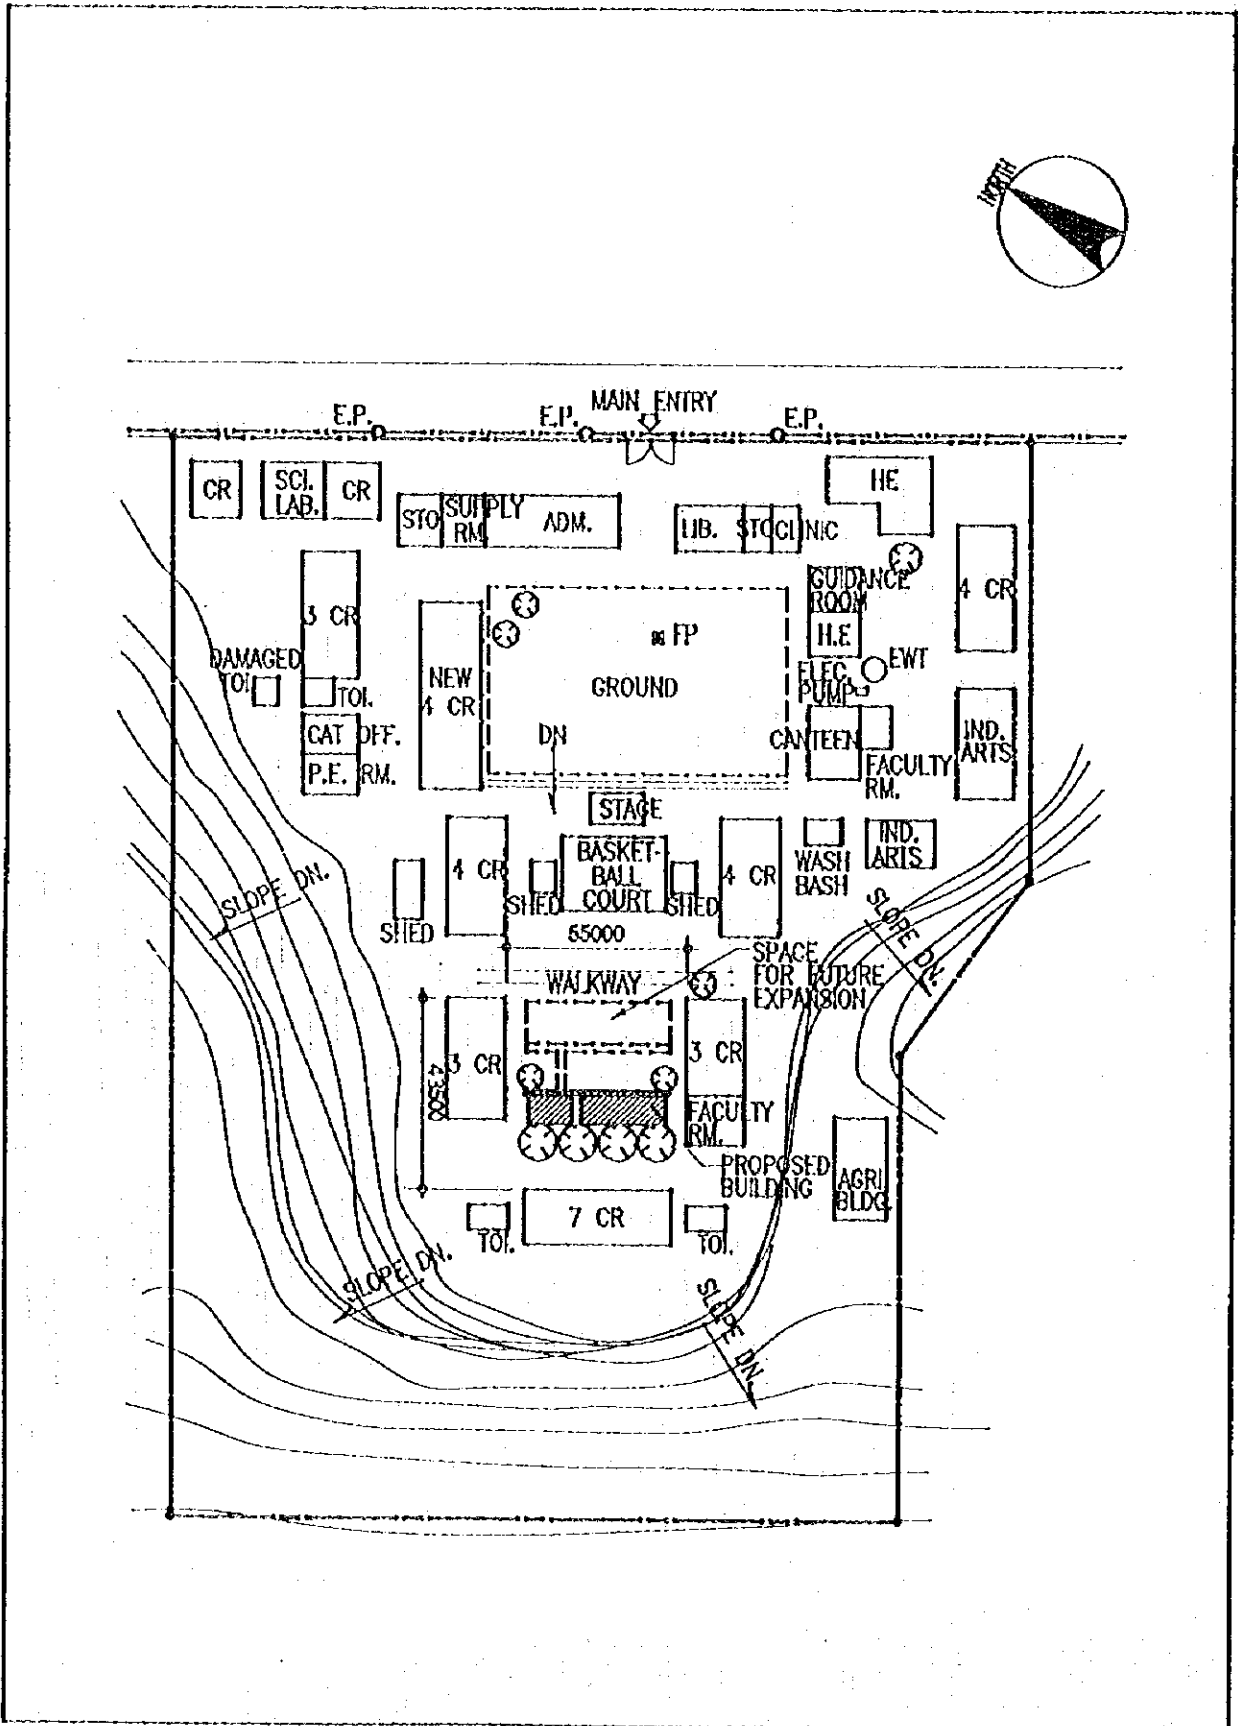 NORTH
MAIN ENTRY
E.P.
E.P.
E.P.
CR
SCI.
LAB.
CR
STO
SUPPLY
RM
ADM.
LIB.
STO
CLINIC
HE
3 CR
GUIDANCE
ROOM
4 CR
H.E
FP
DAMAGED
TOI.
TOI.
NEW
4 CR
GROUND
ELEC.
PUMP
EWT
CAT OFF.
P.E. RM.
DN
CANTEEN
FACULTY
RM.
IND.
ARTS
STAGE
4 CR
BASKET-
BALL
COURT
4 CR
WASH
BASH
IND.
ARTS
SLOPE DN.
SHED
SHED
SHED
SLOPE DN.
55000
SPACE
FOR FUTURE
EXPANSION
WALKWAY
3 CR
3 CR
43500
FACULTY
RM.
PROPOSED
BUILDING
AGRI
BLDG.
TOI.
7 CR
TOI.
SLOPE DN.
SLOPE DN.